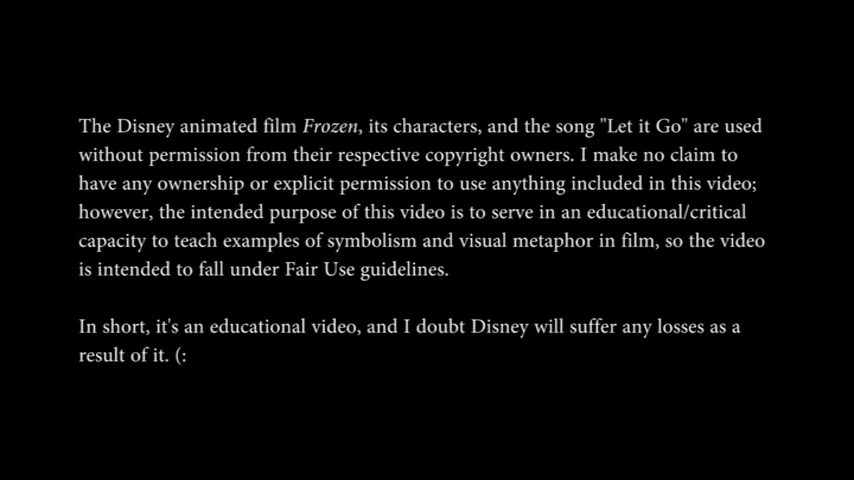 The Disney animated film Frozen, its characters, and the song "Let it Go" are used
without permission from their respective copyright owners. I make no claim to
have any ownership or explicit permission to use anything included in this video;
however, the intended purpose of this video is to serve in an educational/critical
capacity to teach examples of symbolism and visual metaphor in film, so the video
is intended to fall under Fair Use guidelines.
In short, it's an educational video, and I doubt Disney will suffer any losses as a
result of it. (: